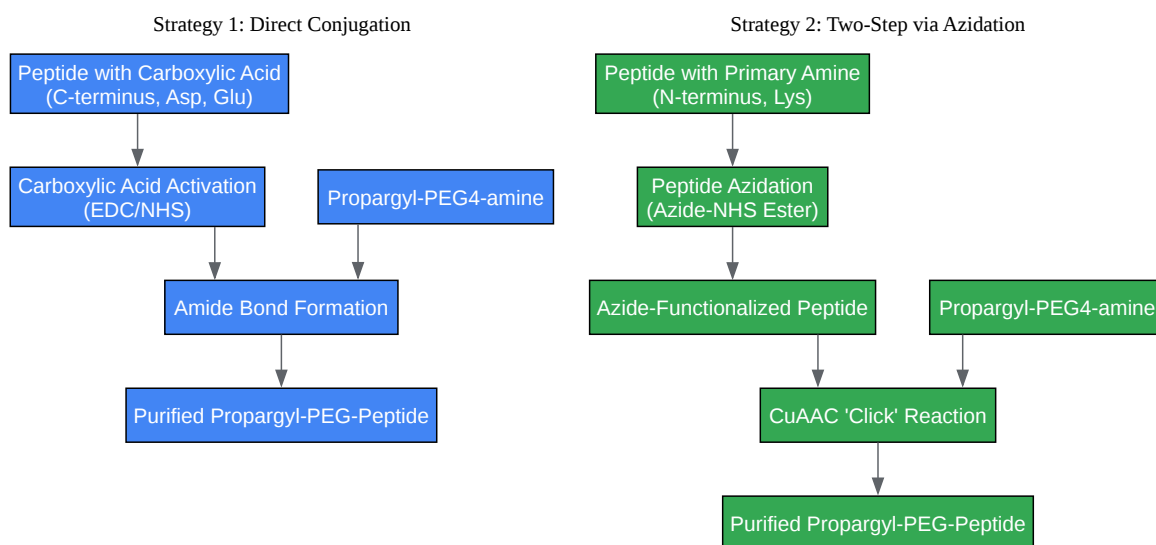 Strategy 1: Direct Conjugation
Peptide with Carboxylic Acid
(C-terminus, Asp, Glu)
Carboxylic Acid Activation
(EDC/NHS)
Propargyl-PEG4-amine
Amide Bond Formation
Purified Propargyl-PEG-Peptide
Strategy 2: Two-Step via Azidation
Peptide with Primary Amine
(N-terminus, Lys)
Peptide Azidation
(Azide-NHS Ester)
Azide-Functionalized Peptide
Propargyl-PEG4-amine
CuAAC 'Click' Reaction
Purified Propargyl-PEG-Peptide